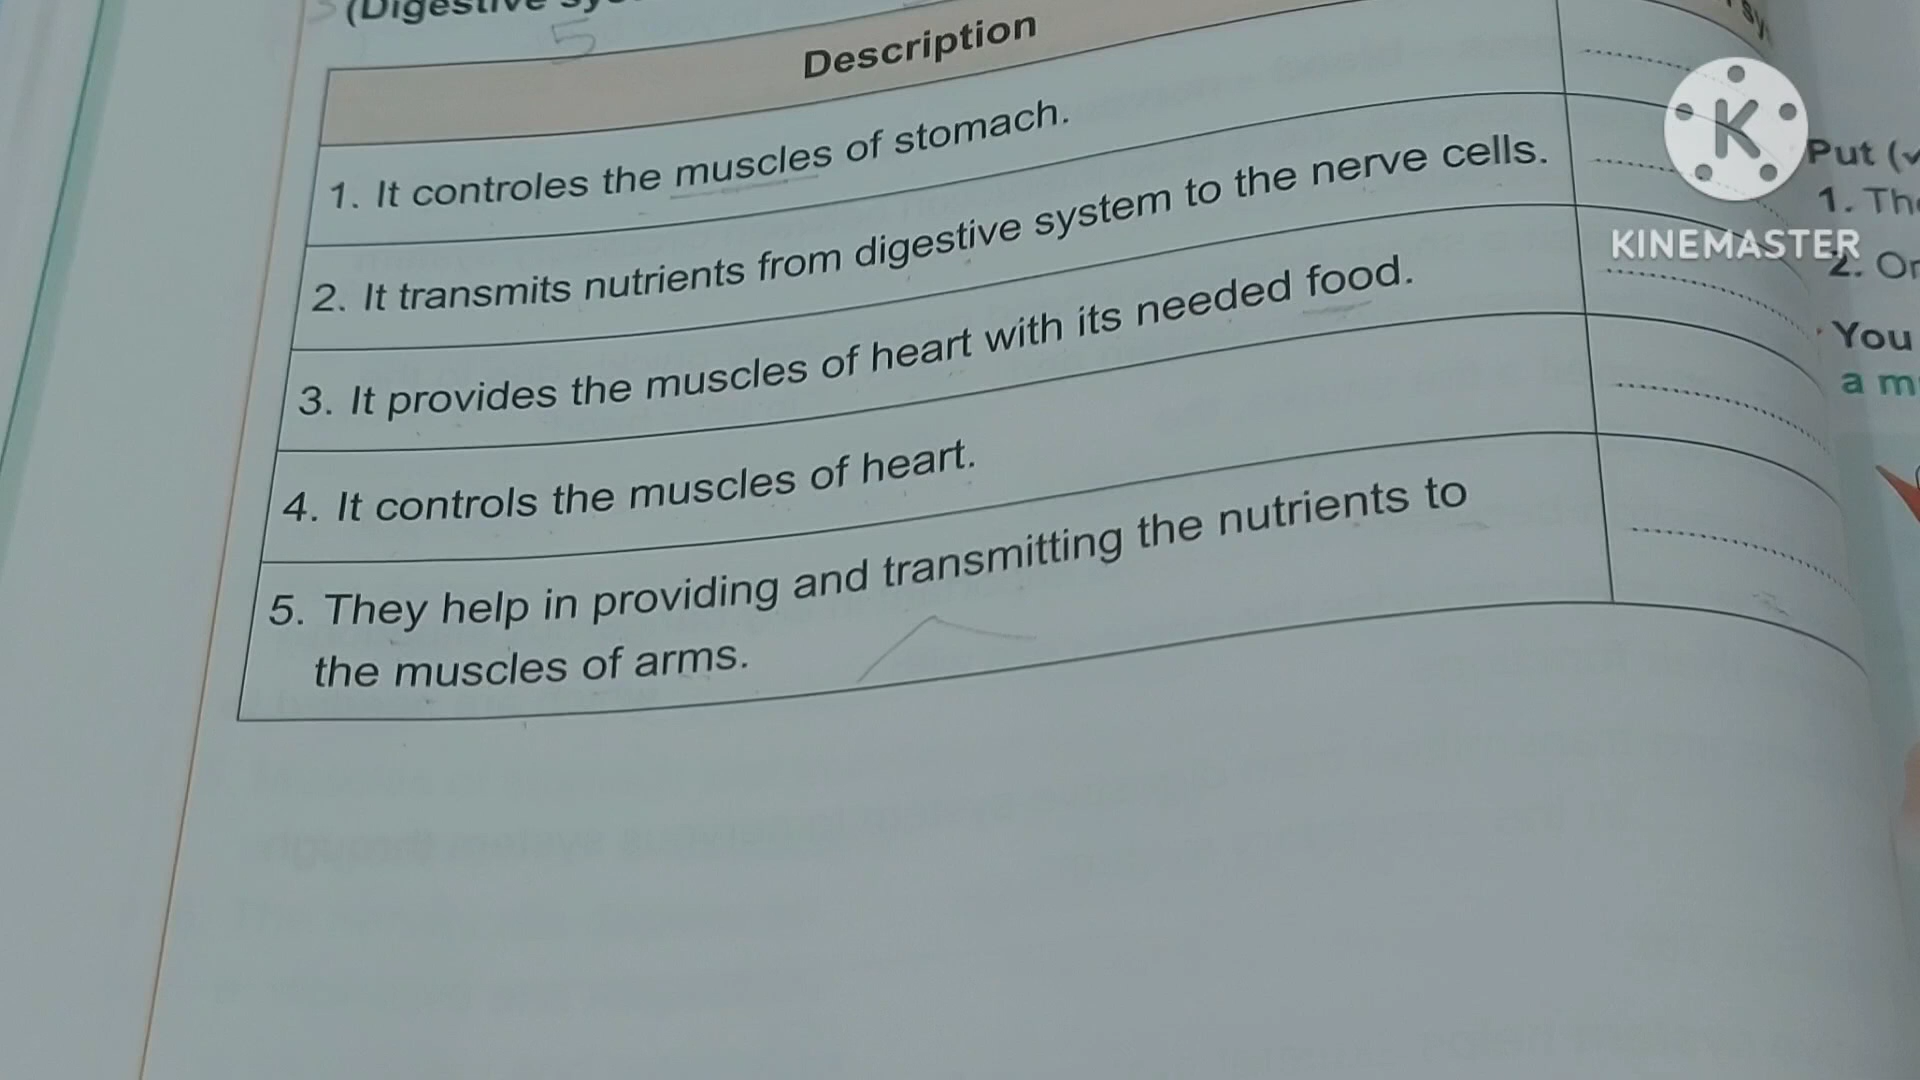 (Digestive
5
Description
1. It controles the muscles of stomach.
2. It transmits nutrients from digestive system to the nerve cells.
3. It provides the muscles of heart with its needed food.
4. It controls the muscles of heart.
5. They help in providing and transmitting the nutrients to
the muscles of arms.
K
KINEMASTER
Put (✓
1. The
2. Or
You
a m